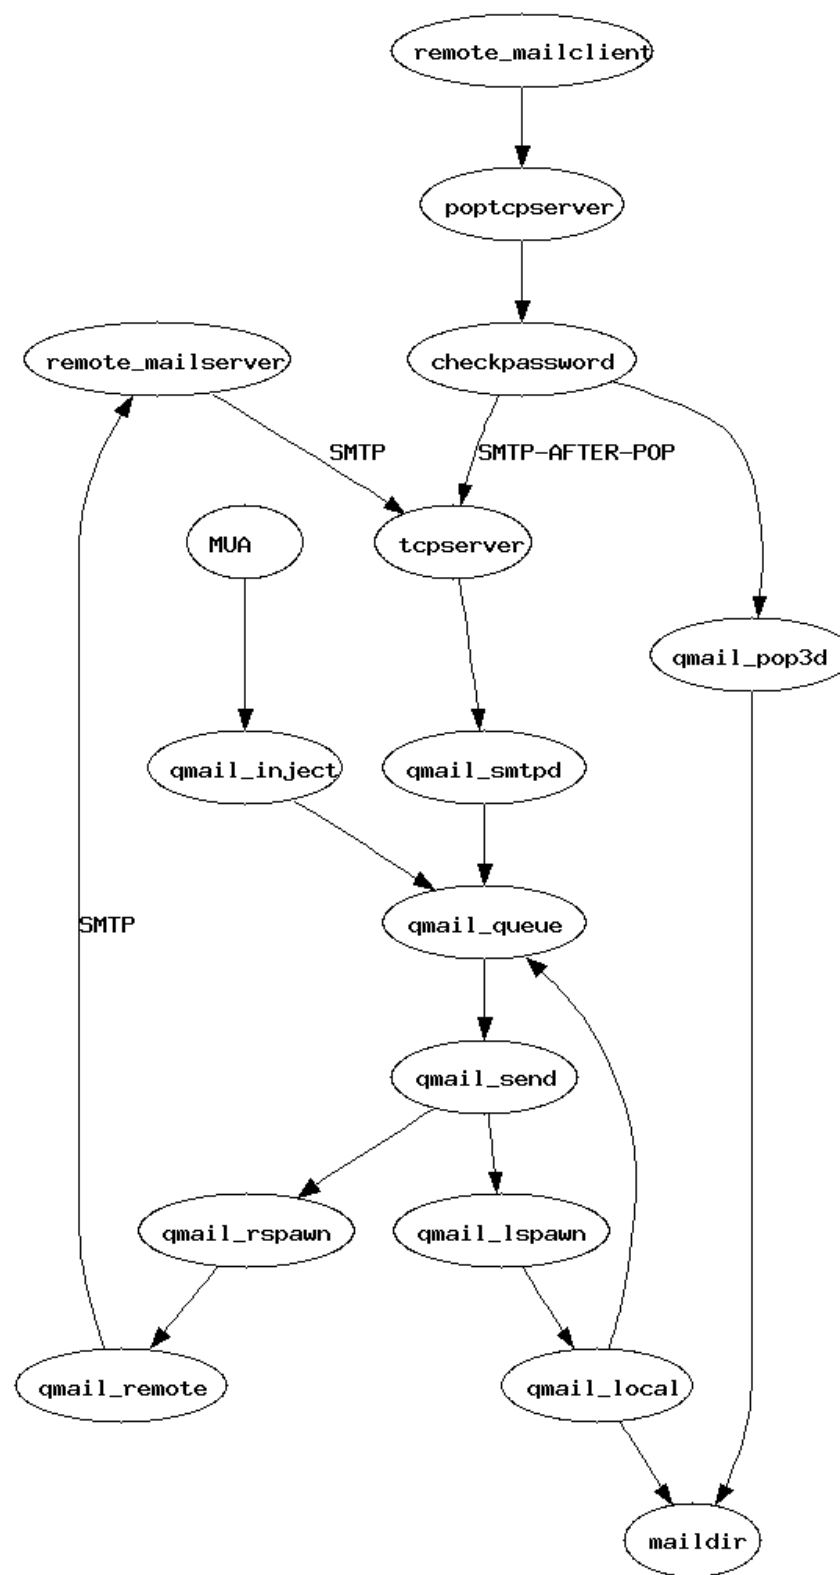 remote_mailclient
poptcpserver
remote_mailserver
checkpassword
SMTP
SMTP-AFTER-POP
MUA
tcpserver
qmail_pop3d
qmail_inject
qmail_smtpd
SMTP
qmail_queue
qmail_send
qmail_rspawn
qmail_lspawn
qmail_remote
qmail_local
maildir